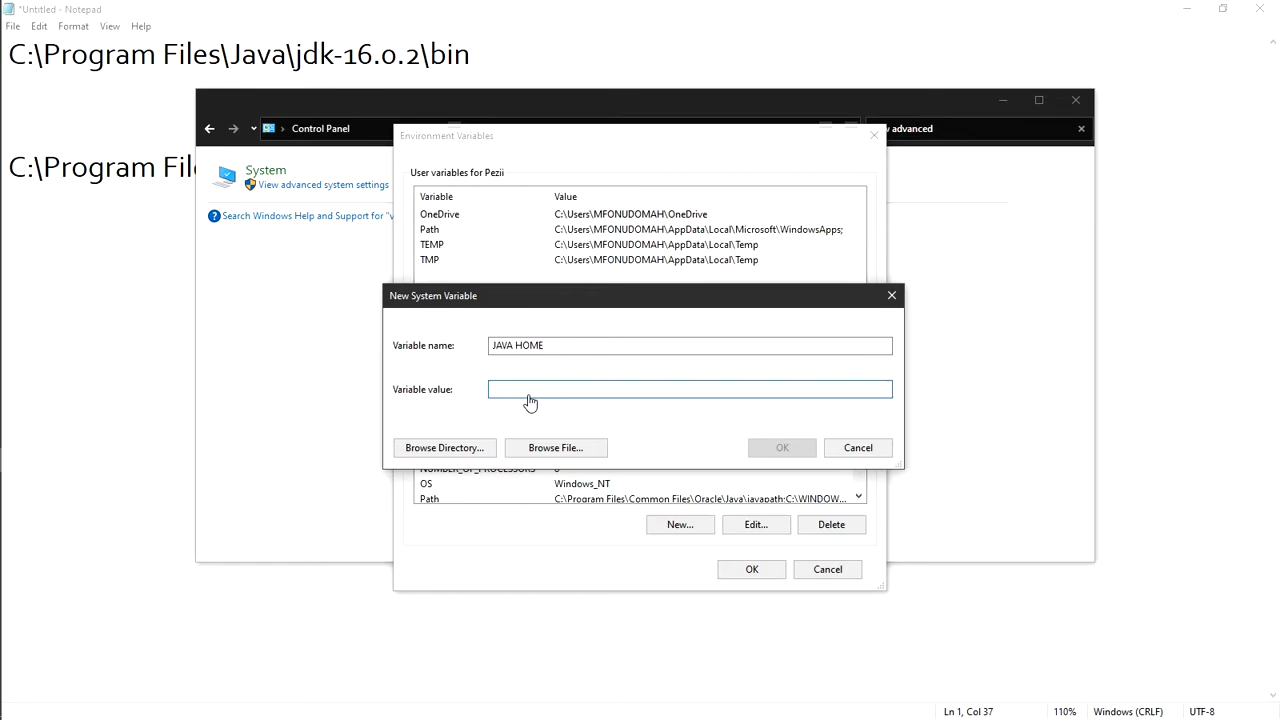 *Untitled - Notepad
File Edit Format View Help
C:\Program Files\Java\jdk-16.0.2\bin
C:\Program File
Control Panel
advanced
System
View advanced system settings
Search Windows Help and Support for "v
Environment Variables
User variables for Pezii
Variable Value
OneDrive C:\Users\MFONUDOMAH\OneDrive
Path C:\Users\MFONUDOMAH\AppData\Local\Microsoft\WindowsApps;
TEMP C:\Users\MFONUDOMAH\AppData\Local\Temp
TMP C:\Users\MFONUDOMAH\AppData\Local\Temp
New System Variable
Variable name: JAVA HOME
Variable value:
Browse Directory... Browse File... OK Cancel
NUMBER_OF_PROCESSORS
OS Windows_NT
Path C:\Program Files\Common Files\Oracle\Java\javapath;C:\WINDOW...
New... Edit... Delete
OK Cancel
Ln 1, Col 37 110% Windows (CRLF) UTF-8